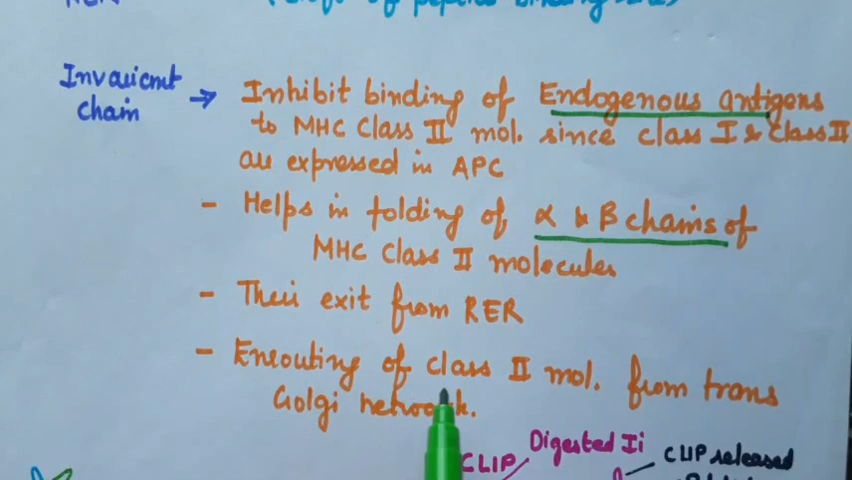 RER
Invariant chain → Inhibit binding of Endogenous antigens
to MHC Class II mol. since class I & class II
are expressed in APC
- Helps in folding of α & β chains of
MHC Class II molecules
- Their exit from RER
- Enrouting of class II mol. from trans
Golgi network.
Digested Ii
CLIP
CLIP released